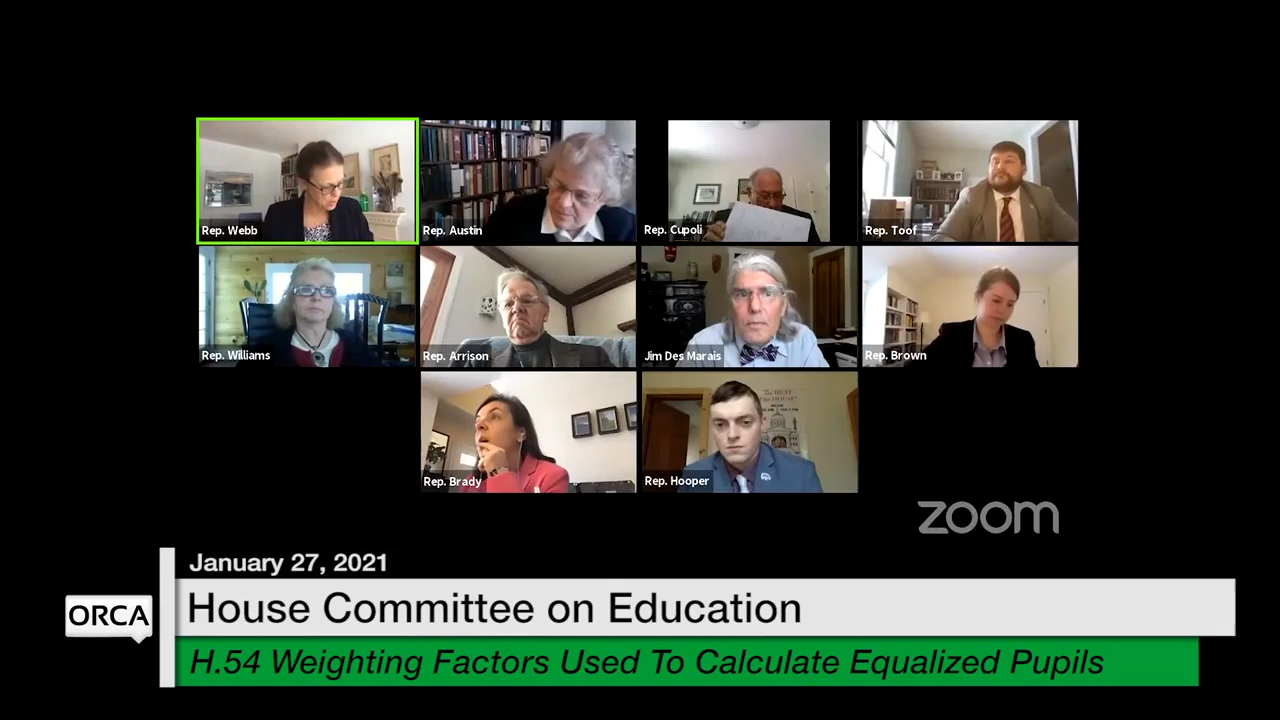 Rep. Webb
Rep. Austin
Rep. Cupoli
Rep. Toof
Rep. Williams
Rep. Arrison
Jim Des Marais
Rep. Brown
Rep. Brady
Rep. Hooper
zoom
January 27, 2021
ORCA
House Committee on Education
H.54 Weighting Factors Used To Calculate Equalized Pupils